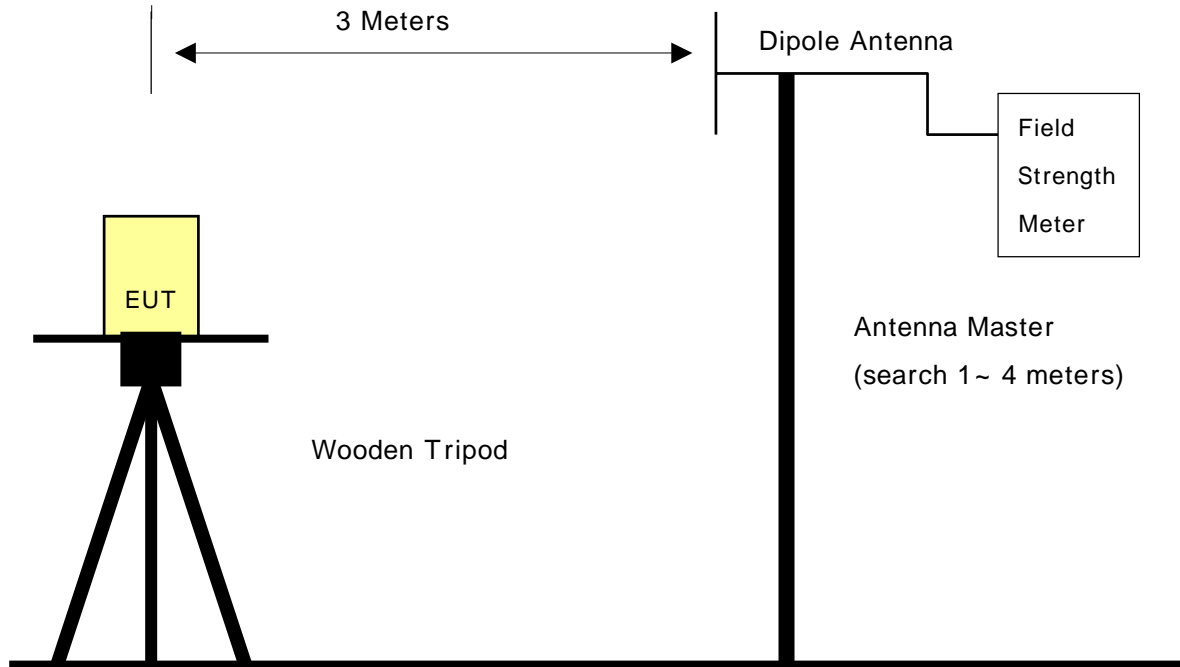 3 Meters
Dipole Antenna
Field
Strength
Meter
EUT
Antenna Master
(search 1~ 4 meters)
Wooden Tripod